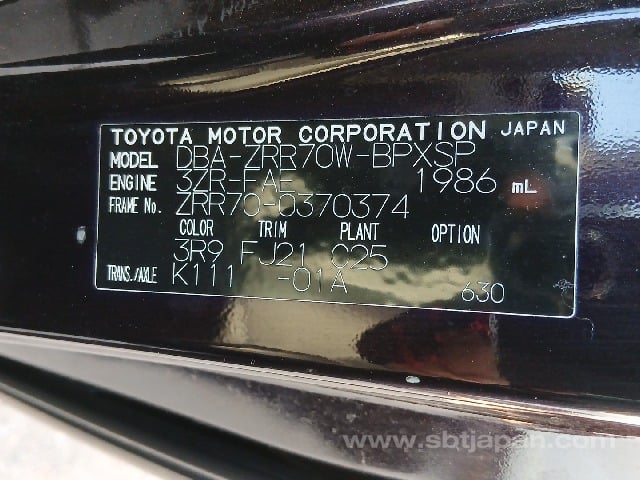 TOYOTA MOTOR CORPORATION JAPAN
MODEL DBA-ZRR70W-BPXSP
ENGINE 3ZR-FAE 1986 mL
FRAME No. ZRR70-0370374
COLOR TRIM PLANT OPTION
3R9 FJ21 C25
TRANS./AXLE K111 -01A
630
www.sbtjapan.com